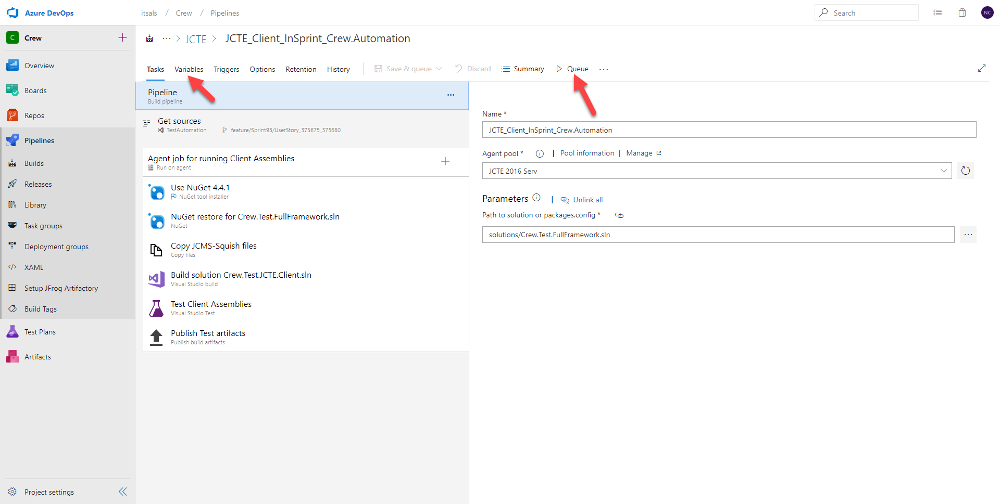 Azure DevOps
itsals / Crew / Pipelines
Search
NC
C Crew
Overview
Boards
Repos
Pipelines
Builds
Releases
Library
Task groups
Deployment groups
XAML
Setup JFrog Artifactory
Build Tags
Test Plans
Artifacts
Project settings
··· > JCTE > JCTE_Client_InSprint_Crew.Automation
Tasks Variables Triggers Options Retention History | Save & queue Discard Summary Queue ···
Pipeline ···
Build pipeline
Get sources
TestAutomation feature/Sprint93/UserStory_375675_375680
Agent job for running Client Assemblies
Run on agent
Use NuGet 4.4.1
NuGet tool installer
NuGet restore for Crew.Test.FullFramework.sln
NuGet
Copy JCMS-Squish files
Copy files
Build solution Crew.Test.JCTE.Client.sln
Visual Studio build
Test Client Assemblies
Visual Studio Test
Publish Test artifacts
Publish build artifacts
Name *
JCTE_Client_InSprint_Crew.Automation
Agent pool * | Pool information | Manage
JCTE 2016 Serv
Parameters | Unlink all
Path to solution or packages.config *
solutions/Crew.Test.FullFramework.sln ···